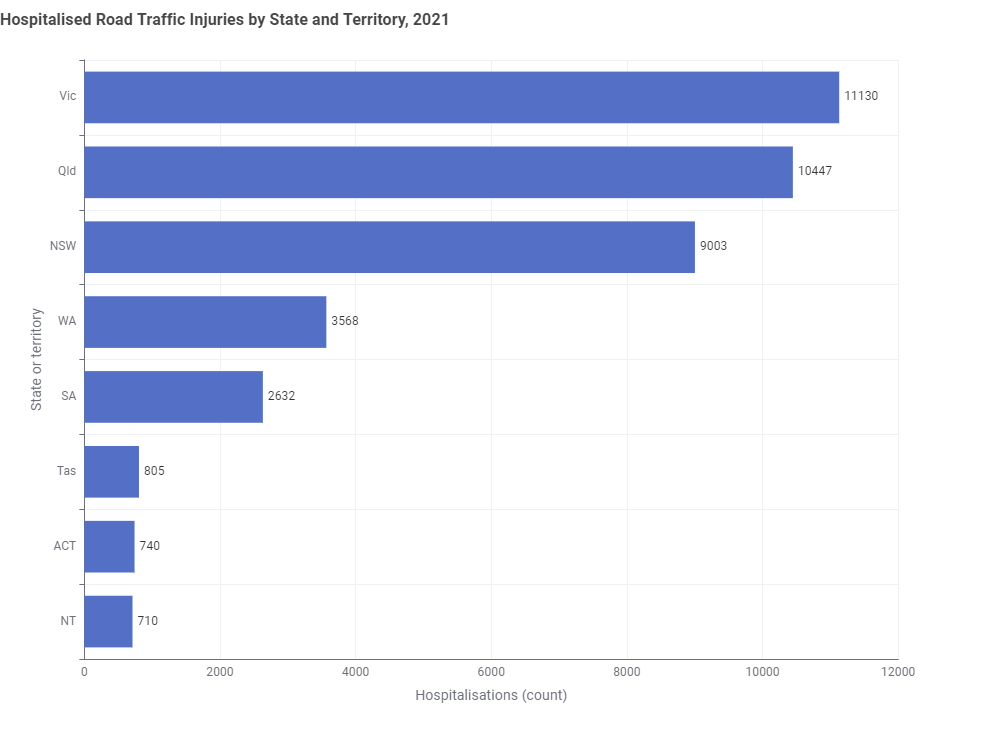 Hospitalised Road Traffic Injuries by State and Territory, 2021
State or territory
Vic 11130
Qld 10447
NSW 9003
WA 3568
SA 2632
Tas 805
ACT 740
NT 710
0 2000 4000 6000 8000 10000 12000
Hospitalisations (count)